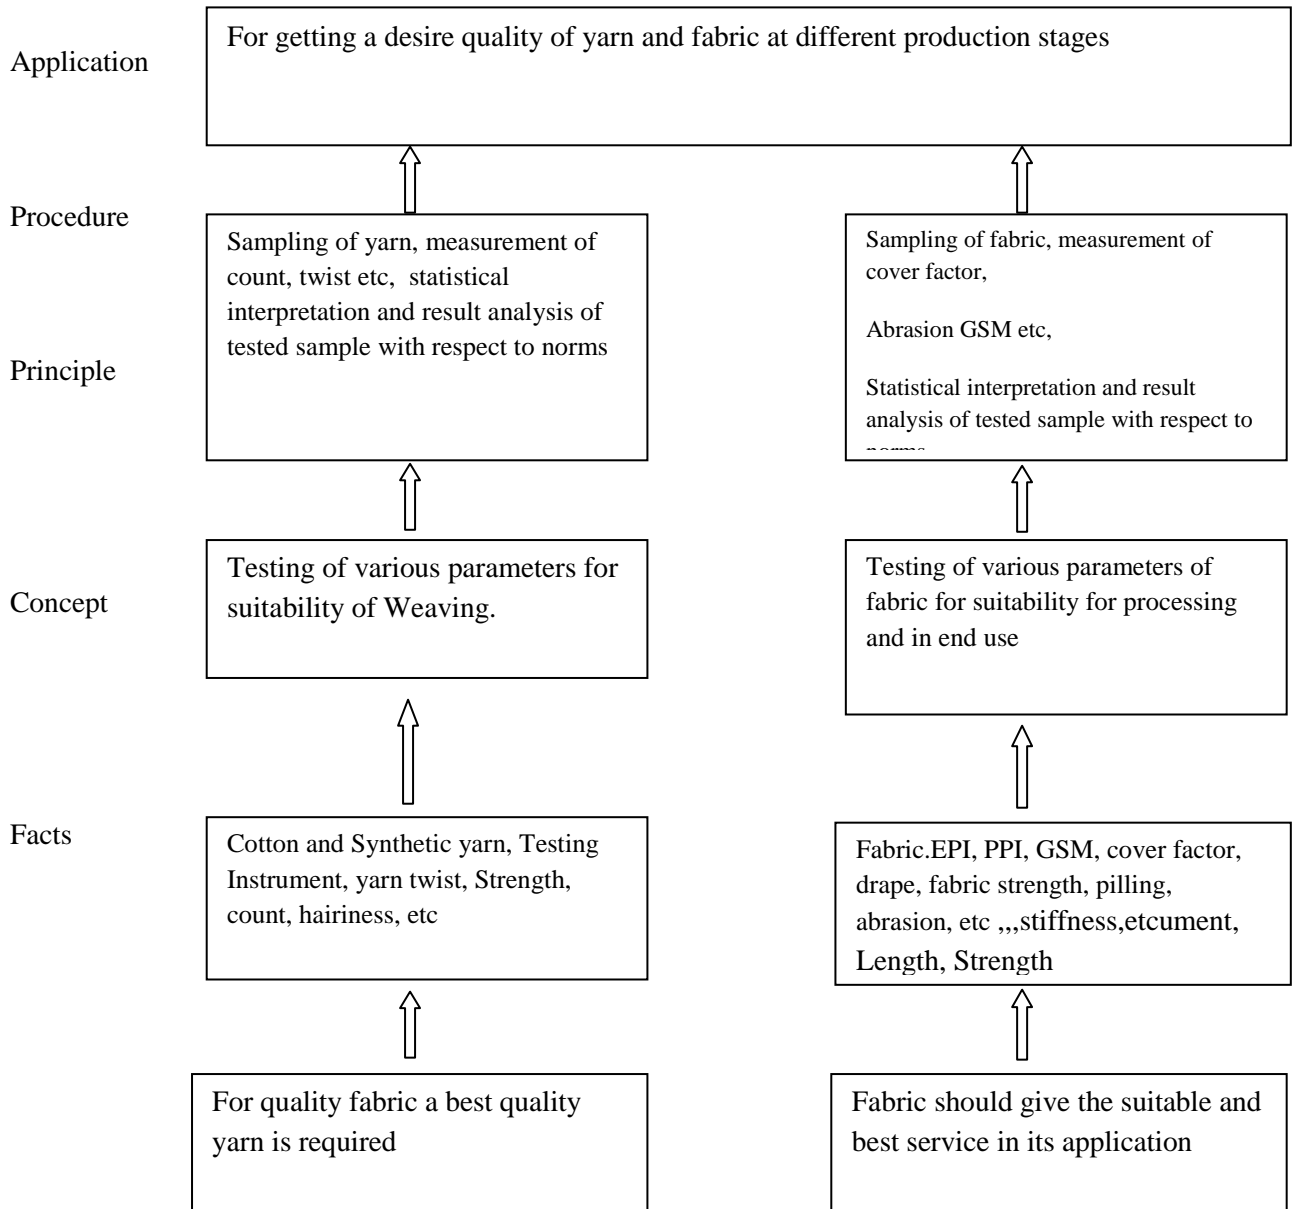 Application
For getting a desire quality of yarn and fabric at different production stages
Procedure
Principle
Sampling of yarn, measurement of
count, twist etc,  statistical
interpretation and result analysis of
tested sample with respect to norms
Sampling of fabric, measurement of
cover factor,
Abrasion GSM etc,
Statistical interpretation and result
analysis of tested sample with respect to
norms
Concept
Testing of various parameters for
suitability of Weaving.
Testing of various parameters of
fabric for suitability for processing
and in end use
Facts
Cotton and Synthetic yarn, Testing
Instrument, yarn twist, Strength,
count, hairiness, etc
Fabric.EPI, PPI, GSM, cover factor,
drape, fabric strength, pilling,
abrasion, etc ,,,stiffness,etcument,
Length, Strength
For quality fabric a best quality
yarn is required
Fabric should give the suitable and
best service in its application